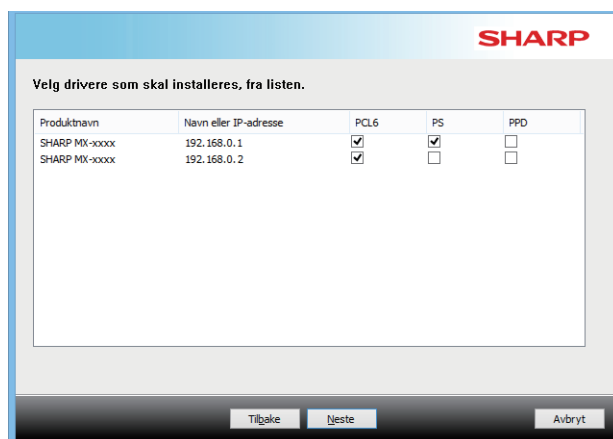 SHARP
Velg drivere som skal installeres, fra listen.
Produktnavn Navn eller IP-adresse PCL6 PS PPD
SHARP MX-xxxx 192.168.0.1
SHARP MX-xxxx 192.168.0.2
Tilbake Neste Avbryt